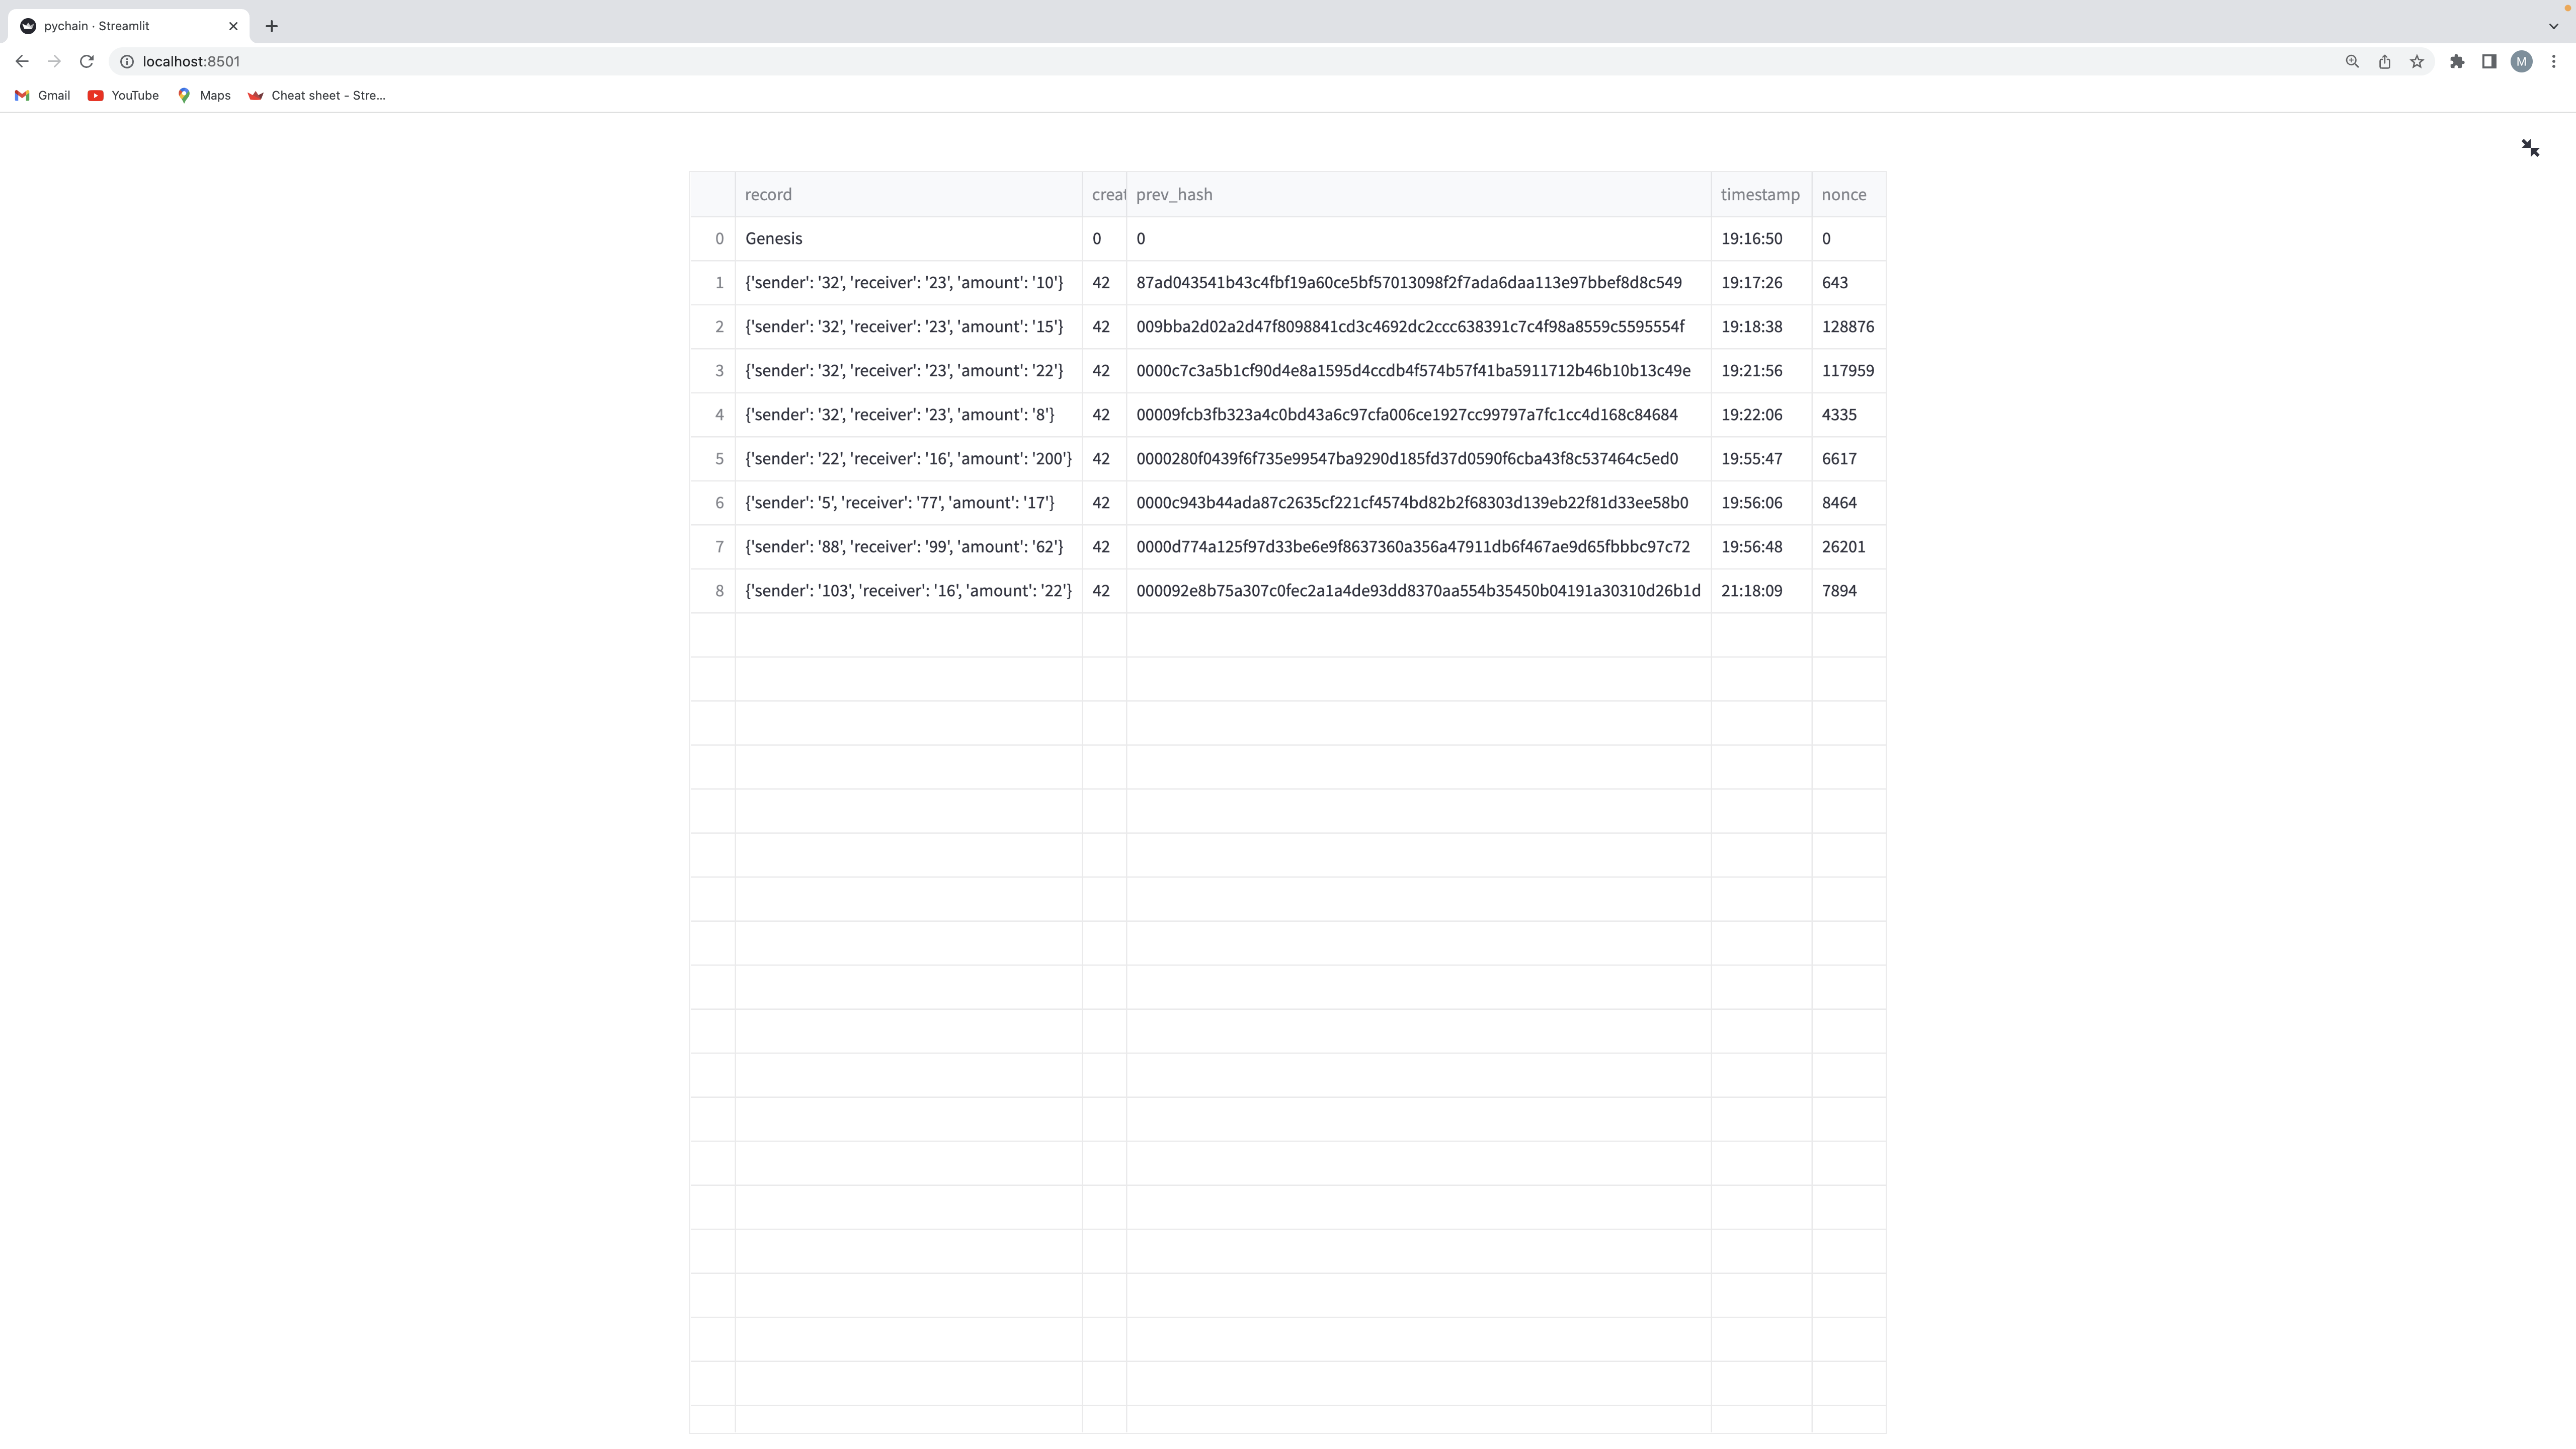 pychain · Streamlit
localhost:8501
M
Gmail YouTube Maps Cheat sheet - Stre...
record creat prev_hash timestamp nonce
0 Genesis 0 0 19:16:50 0
1 {'sender': '32', 'receiver': '23', 'amount': '10'} 42 87ad043541b43c4fbf19a60ce5bf57013098f2f7ada6daa113e97bbef8d8c549 19:17:26 643
2 {'sender': '32', 'receiver': '23', 'amount': '15'} 42 009bba2d02a2d47f8098841cd3c4692dc2ccc638391c7c4f98a8559c5595554f 19:18:38 128876
3 {'sender': '32', 'receiver': '23', 'amount': '22'} 42 0000c7c3a5b1cf90d4e8a1595d4ccdb4f574b57f41ba5911712b46b10b13c49e 19:21:56 117959
4 {'sender': '32', 'receiver': '23', 'amount': '8'} 42 00009fcb3fb323a4c0bd43a6c97cfa006ce1927cc99797a7fc1cc4d168c84684 19:22:06 4335
5 {'sender': '22', 'receiver': '16', 'amount': '200'} 42 0000280f0439f6f735e99547ba9290d185fd37d0590f6cba43f8c537464c5ed0 19:55:47 6617
6 {'sender': '5', 'receiver': '77', 'amount': '17'} 42 0000c943b44ada87c2635cf221cf4574bd82b2f68303d139eb22f81d33ee58b0 19:56:06 8464
7 {'sender': '88', 'receiver': '99', 'amount': '62'} 42 0000d774a125f97d33be6e9f8637360a356a47911db6f467ae9d65fbbbc97c72 19:56:48 26201
8 {'sender': '103', 'receiver': '16', 'amount': '22'} 42 000092e8b75a307c0fec2a1a4de93dd8370aa554b35450b04191a30310d26b1d 21:18:09 7894